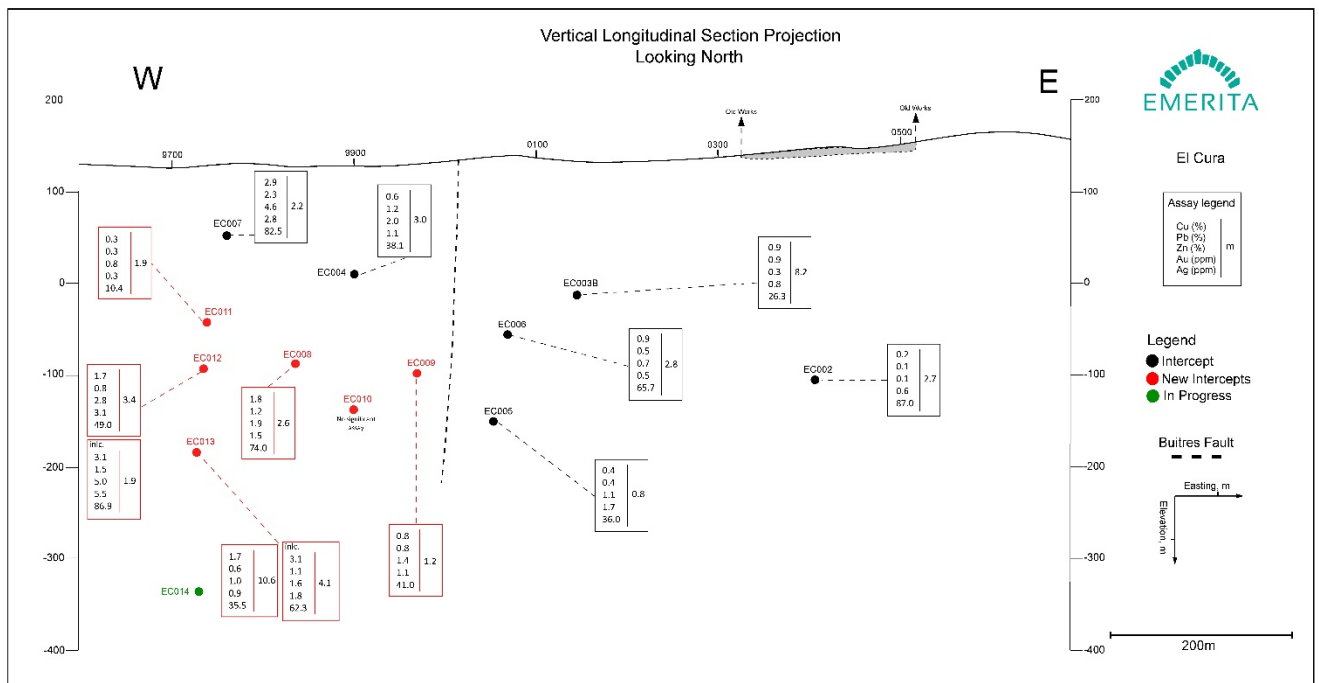 Vertical Longitudinal Section Projection
Looking North
W
E
EMERITA
El Cura
Assay legend
Cu (%)
Pb (%)
Zn (%)
Au (ppm)
Ag (ppm)
m
Legend
Intercept
New Intercepts
In Progress
Buitres Fault
Easting, m
Elevation, m
200m
200
100
0
-100
-200
-300
-400
200
100
0
-100
-200
-300
-400
9700
9900
0100
0300
0500
Old Works
Old Works
EC007
2.9
2.3
4.6
2.8
82.5
2.2
EC004
0.6
1.2
2.0
1.1
38.1
3.0
EC011
0.3
0.3
0.8
0.3
10.4
1.9
EC003B
0.9
0.9
0.3
0.8
26.3
8.2
EC006
0.9
0.5
0.7
0.5
65.7
2.8
EC002
0.2
0.1
0.1
0.6
87.0
2.7
EC012
1.7
0.8
2.8
3.1
49.0
3.4
inlc.
3.1
1.5
5.0
5.5
86.9
1.9
EC008
1.8
1.2
1.9
1.5
74.0
2.6
EC010
No significant
assay
EC009
0.8
0.8
1.4
1.1
41.0
1.2
EC005
0.4
0.4
1.1
1.7
36.0
0.8
EC013
1.7
0.6
1.0
0.9
35.5
10.6
inlc.
3.1
1.1
1.6
1.8
62.3
4.1
EC014